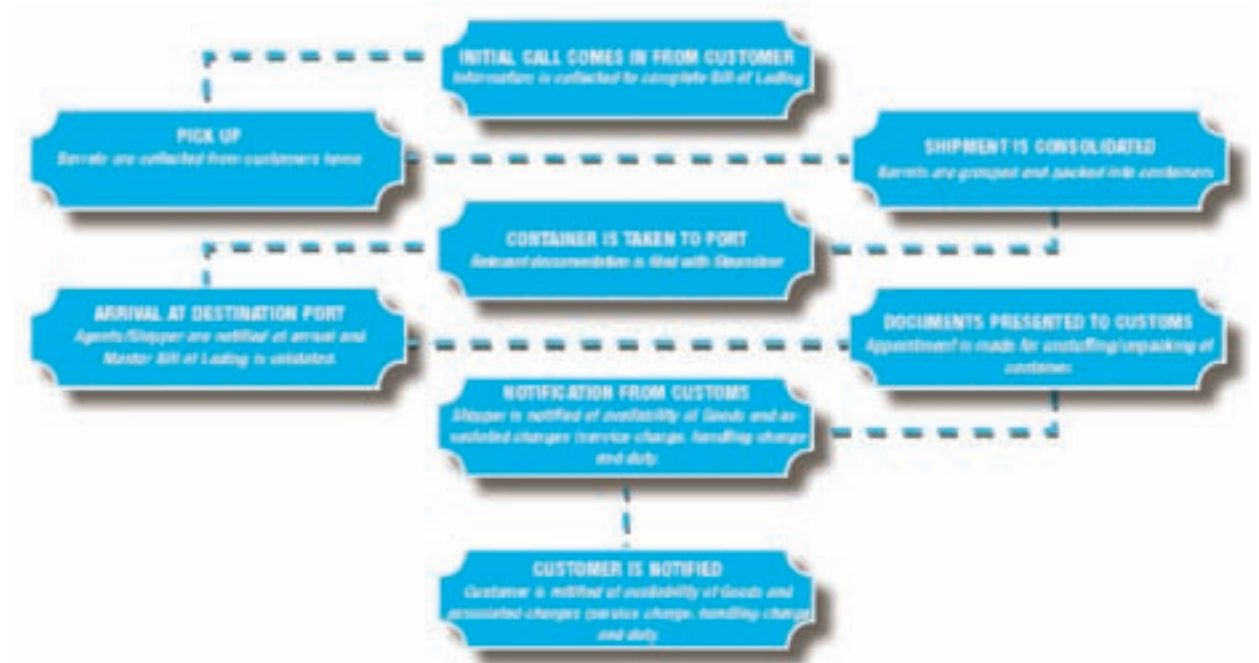 INITIAL CALL COMES IN FROM CUSTOMER
Information is collected to complete Bill of Lading
PICK UP
Barrels are collected from customers home
SHIPMENT IS CONSOLIDATED
Barrels are grouped and packed into containers
CONTAINER IS TAKEN TO PORT
Relevant documentation is filed with Steamliner
ARRIVAL AT DESTINATION PORT
Agents/Shipper are notified of arrival and
Master Bill of Lading is validated.
DOCUMENTS PRESENTED TO CUSTOMS
Appointment is made for unstuffing/unpacking of
container
NOTIFICATION FROM CUSTOMS
Shipper is notified of availability of Goods and as-
sociated charges (service charge, handling charge
and duty
CUSTOMER IS NOTIFIED
Customer is notified of availability of Goods and
associated charges (service charge, handling charge
and duty